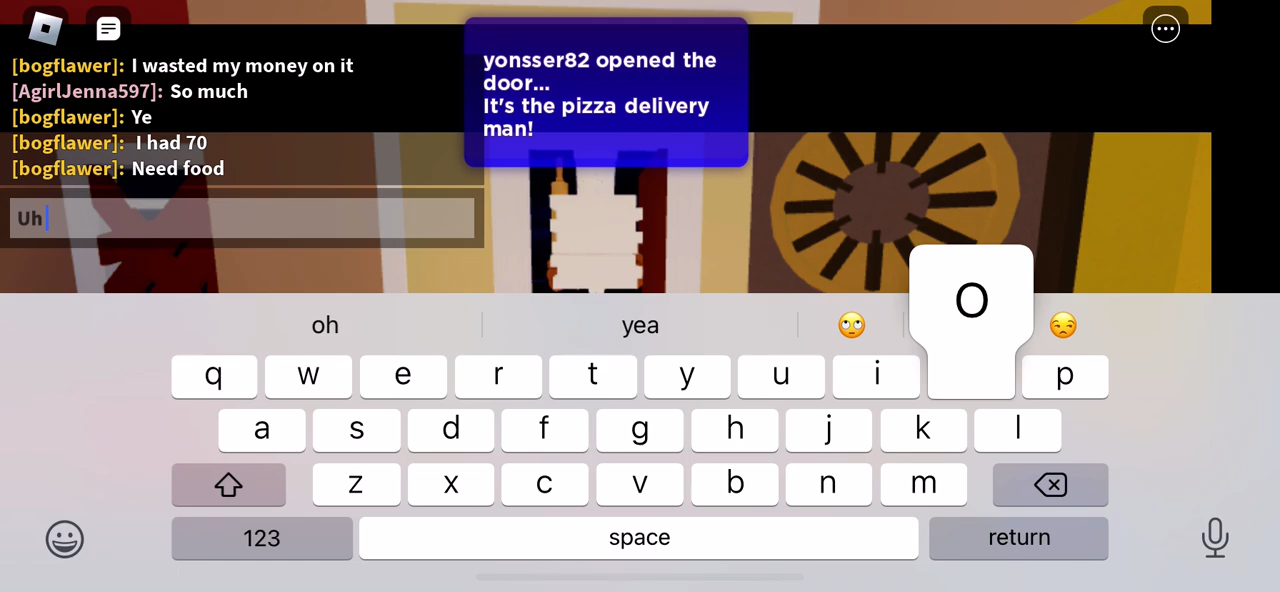 [bogflawer]: I wasted my money on it
[AgirlJenna597]: So much
[bogflawer]: Ye
[bogflawer]: I had 70
[bogflawer]: Need food
Uh
yonsser82 opened the
door...
It's the pizza delivery
man!
oh yea 🙄 😒
q w e r t y u i O p
a s d f g h j k l
z x c v b n m
123 space return